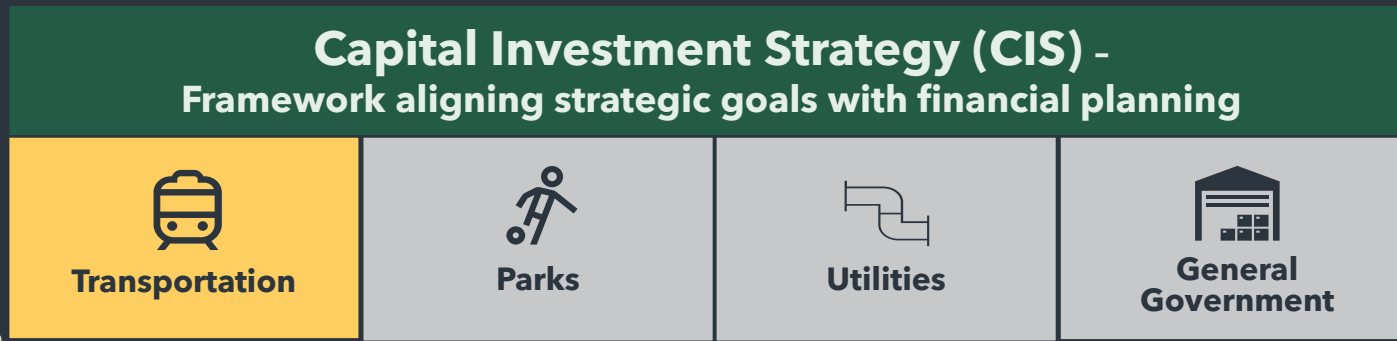 Capital Investment Strategy (CIS) –
Framework aligning strategic goals with financial planning
Transportation
Parks
Utilities
General
Government